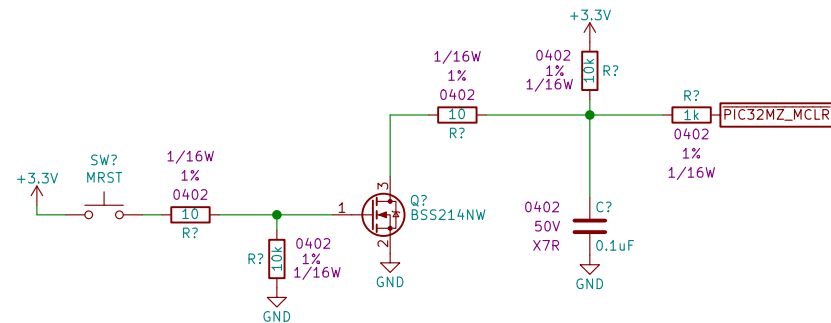 +3.3V
1/16W
1%
0402
10
R?
0402
1%
1/16W
10k
R?
R?
1k
PIC32MZ_MCLR
0402
1%
1/16W
+3.3V
SW?
MRST
1/16W
1%
0402
10
R?
1
3
2
Q?
BSS214NW
GND
R?
10k
0402
1%
1/16W
GND
0402
50V
X7R
C?
0.1uF
GND